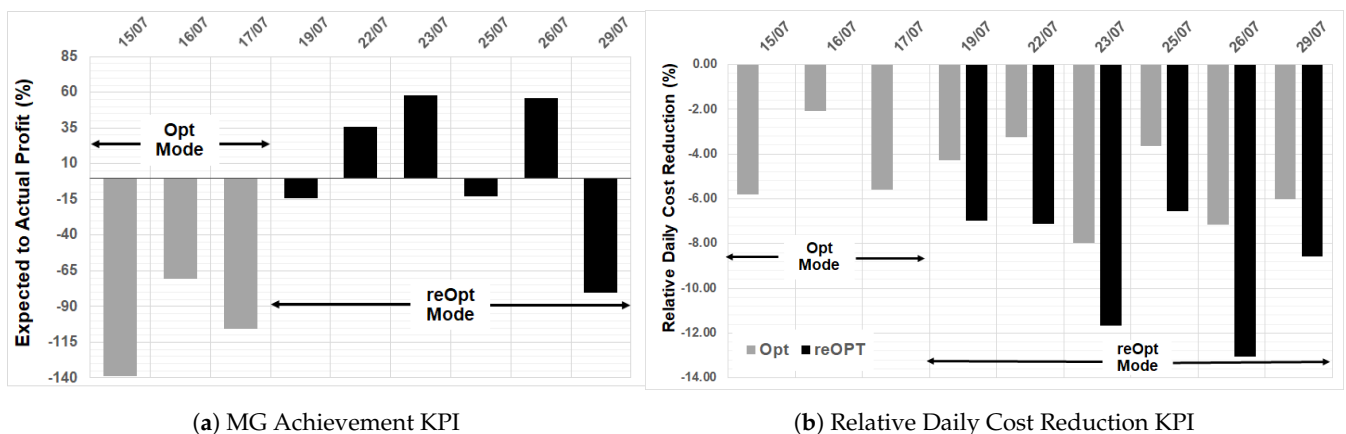 15/07 16/07 17/07 19/07 22/07 23/07 25/07 26/07 29/07
Expected to Actual Profit (%)
85
60
35
10
-15
-40
-65
-90
-115
-140
Opt
Mode
reOpt
Mode
(a) MG Achievement KPI
15/07 16/07 17/07 19/07 22/07 23/07 25/07 26/07 29/07
Relative Daily Cost Reduction (%)
0.00
-2.00
-4.00
-6.00
-8.00
-10.00
-12.00
-14.00
Opt
Mode
Opt reOPT
reOpt
Mode
(b) Relative Daily Cost Reduction KPI